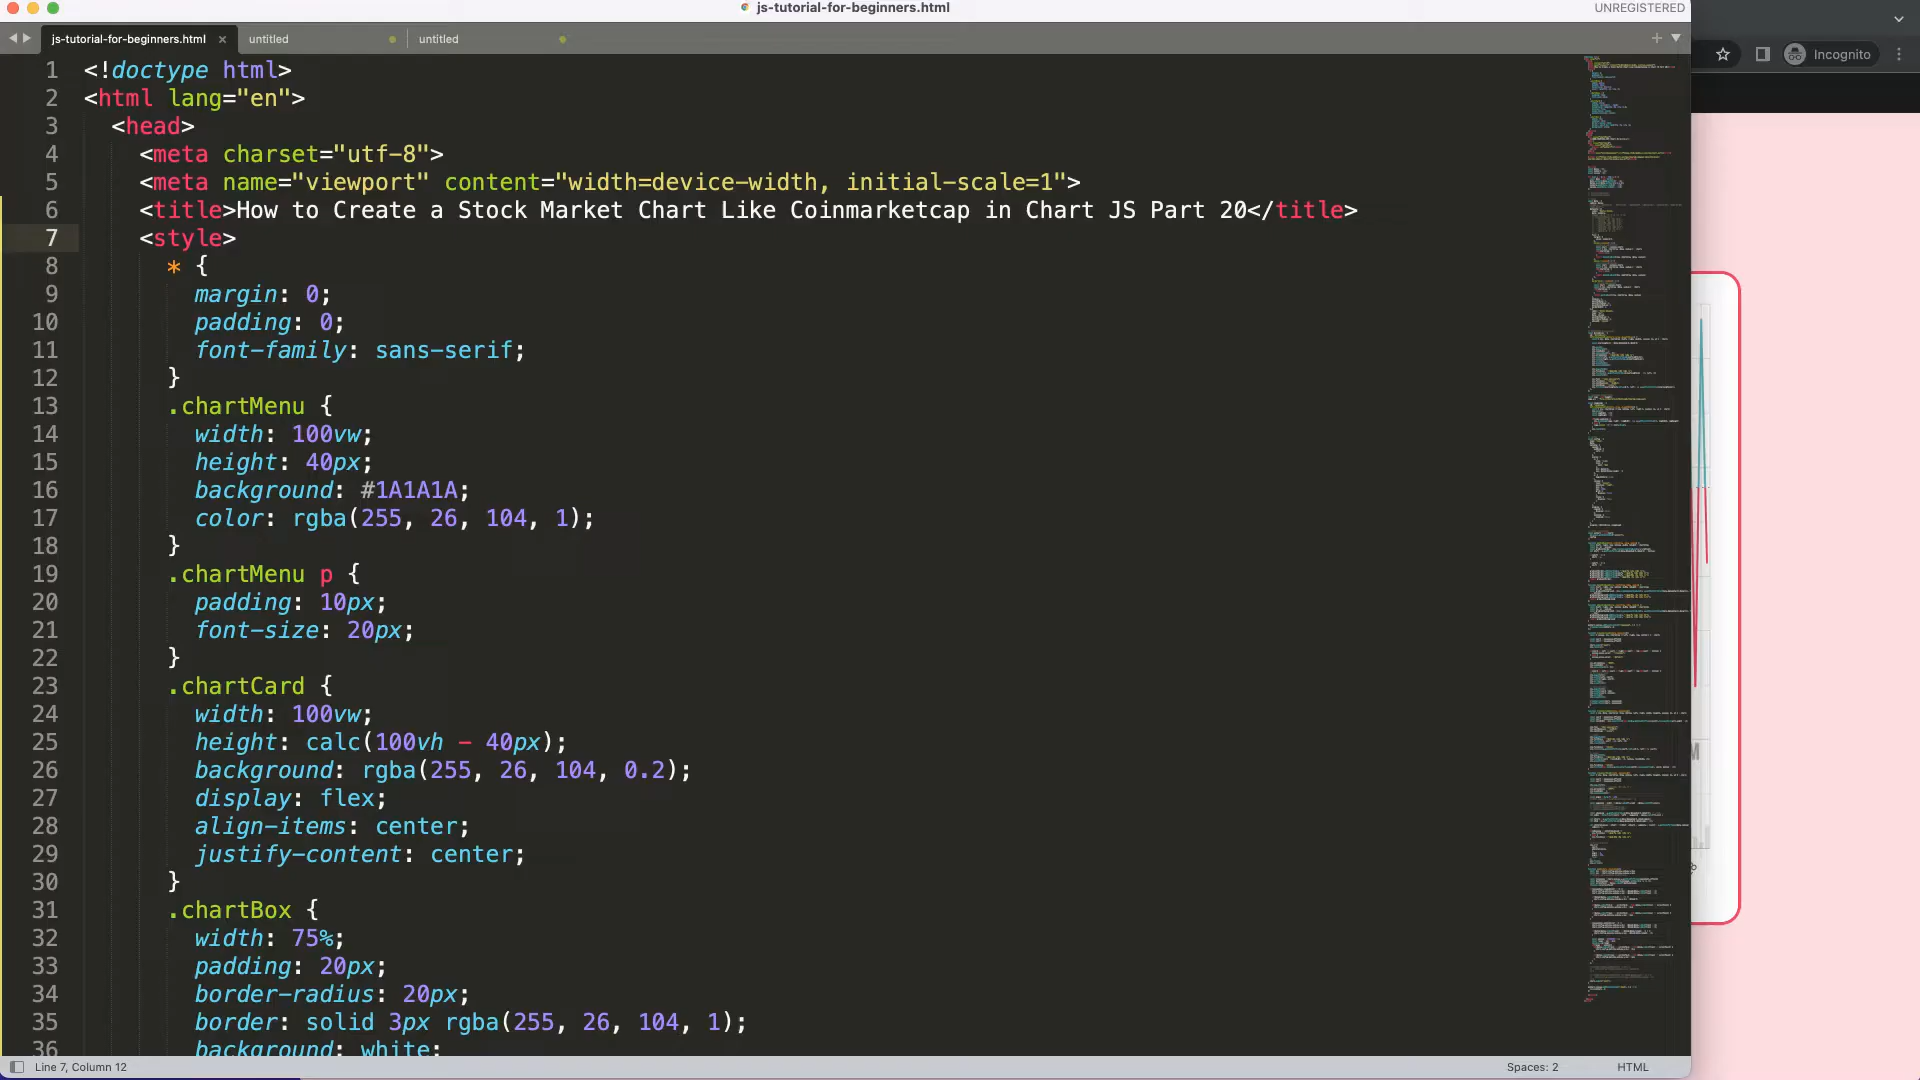 js-tutorial-for-beginners.html
UNREGISTERED
js-tutorial-for-beginners.html × untitled untitled
Incognito
1 <!doctype html>
2 <html lang="en">
3 <head>
4 <meta charset="utf-8">
5 <meta name="viewport" content="width=device-width, initial-scale=1">
6 <title>How to Create a Stock Market Chart Like Coinmarketcap in Chart JS Part 20</title>
7 <style>
8 * {
9 margin: 0;
10 padding: 0;
11 font-family: sans-serif;
12 }
13 .chartMenu {
14 width: 100vw;
15 height: 40px;
16 background: #1A1A1A;
17 color: rgba(255, 26, 104, 1);
18 }
19 .chartMenu p {
20 padding: 10px;
21 font-size: 20px;
22 }
23 .chartCard {
24 width: 100vw;
25 height: calc(100vh - 40px);
26 background: rgba(255, 26, 104, 0.2);
27 display: flex;
28 align-items: center;
29 justify-content: center;
30 }
31 .chartBox {
32 width: 75%;
33 padding: 20px;
34 border-radius: 20px;
35 border: solid 3px rgba(255, 26, 104, 1);
36 background: white;
Line 7, Column 12
Spaces: 2
HTML